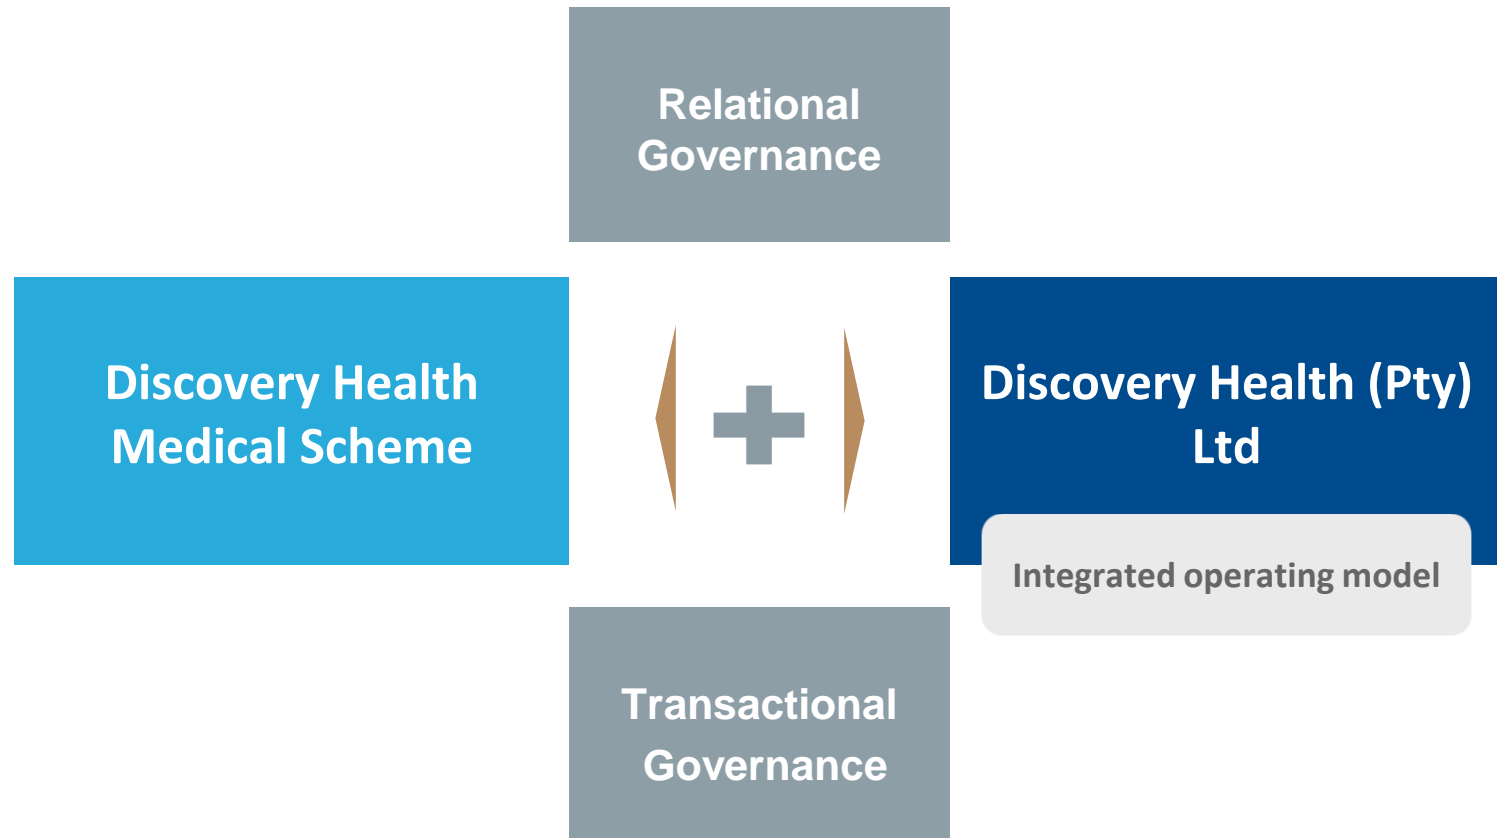 Relational
Governance
Discovery Health
Medical Scheme
Discovery Health (Pty)
Ltd
Integrated operating model
Transactional
Governance